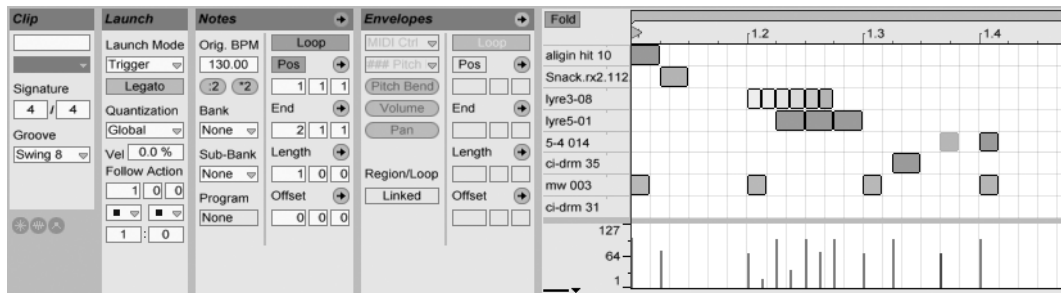 Clip
Signature
4 / 4
Groove
Swing 8
Launch
Launch Mode
Trigger
Legato
Quantization
Global
Vel 0.0 %
Follow Action
1 0 0
1 : 0
Notes
Orig. BPM
130.00
:2 *2
Bank
None
Sub-Bank
None
Program
None
Loop
Pos
1 1 1
End
2 1 1
Length
1 0 0
Offset
0 0 0
Envelopes
MIDI Ctrl
### Pitch
Pitch Bend
Volume
Pan
Region/Loop
Linked
Loop
Pos
End
Length
Offset
Fold
1.2 1.3 1.4
aligin hit 10
Snack.rx2.112
lyre3-08
lyre5-01
5-4 014
ci-drm 35
mw 003
ci-drm 31
127
64
1